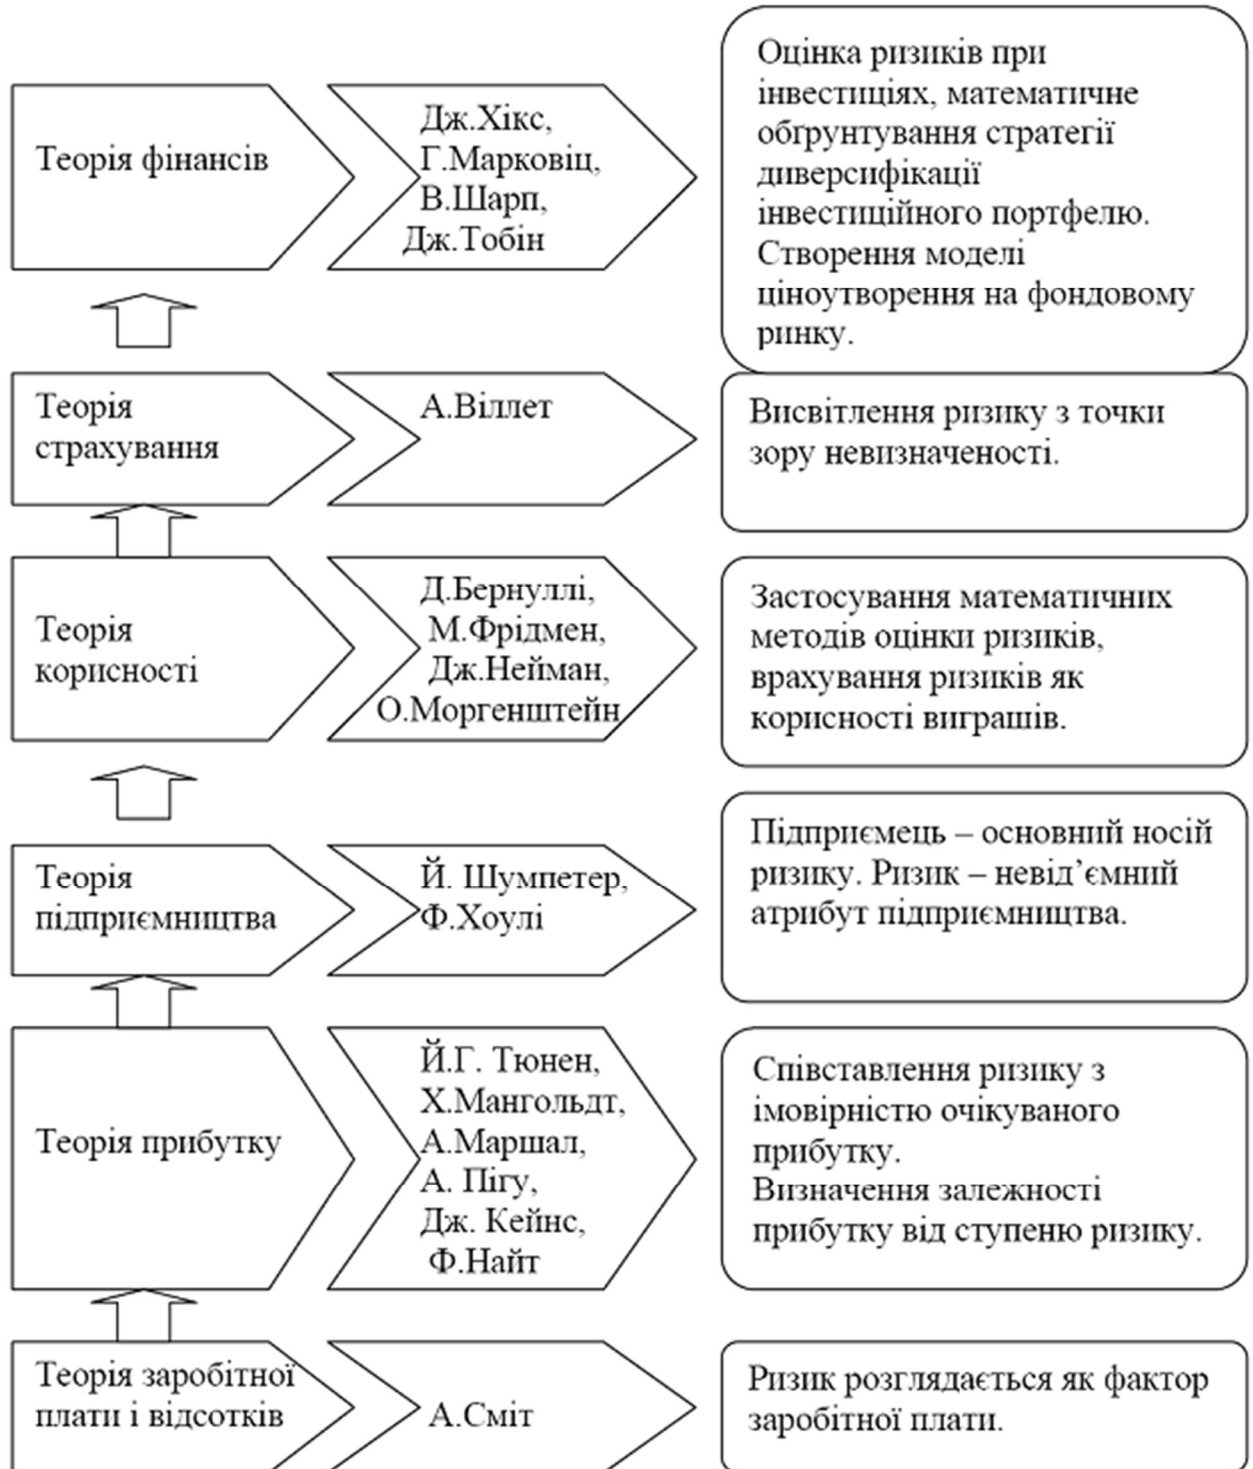 Теорія фінансів
Дж.Хікс,
Г.Марковіц,
В.Шарп,
Дж.Тобін
Оцінка ризиків при
інвестиціях, математичне
обґрунтування стратегії
диверсифікації
інвестиційного портфелю.
Створення моделі
ціноутворення на фондовому
ринку.
Теорія
страхування
А.Віллет
Висвітлення ризику з точки
зору невизначеності.
Теорія
корисності
Д.Бернуллі,
М.Фрідмен,
Дж.Нейман,
О.Моргенштейн
Застосування математичних
методів оцінки ризиків,
врахування ризиків як
корисності виграшів.
Теорія
підприємництва
Й. Шумпетер,
Ф.Хоулі
Підприємець – основний носій
ризику. Ризик – невід’ємний
атрибут підприємництва.
Теорія прибутку
Й.Г. Тюнен,
Х.Мангольдт,
А.Маршал,
А. Пігу,
Дж. Кейнс,
Ф.Найт
Співставлення ризику з
імовірністю очікуваного
прибутку.
Визначення залежності
прибутку від ступеню ризику.
Теорія заробітної
плати і відсотків
А.Сміт
Ризик розглядається як фактор
заробітної плати.